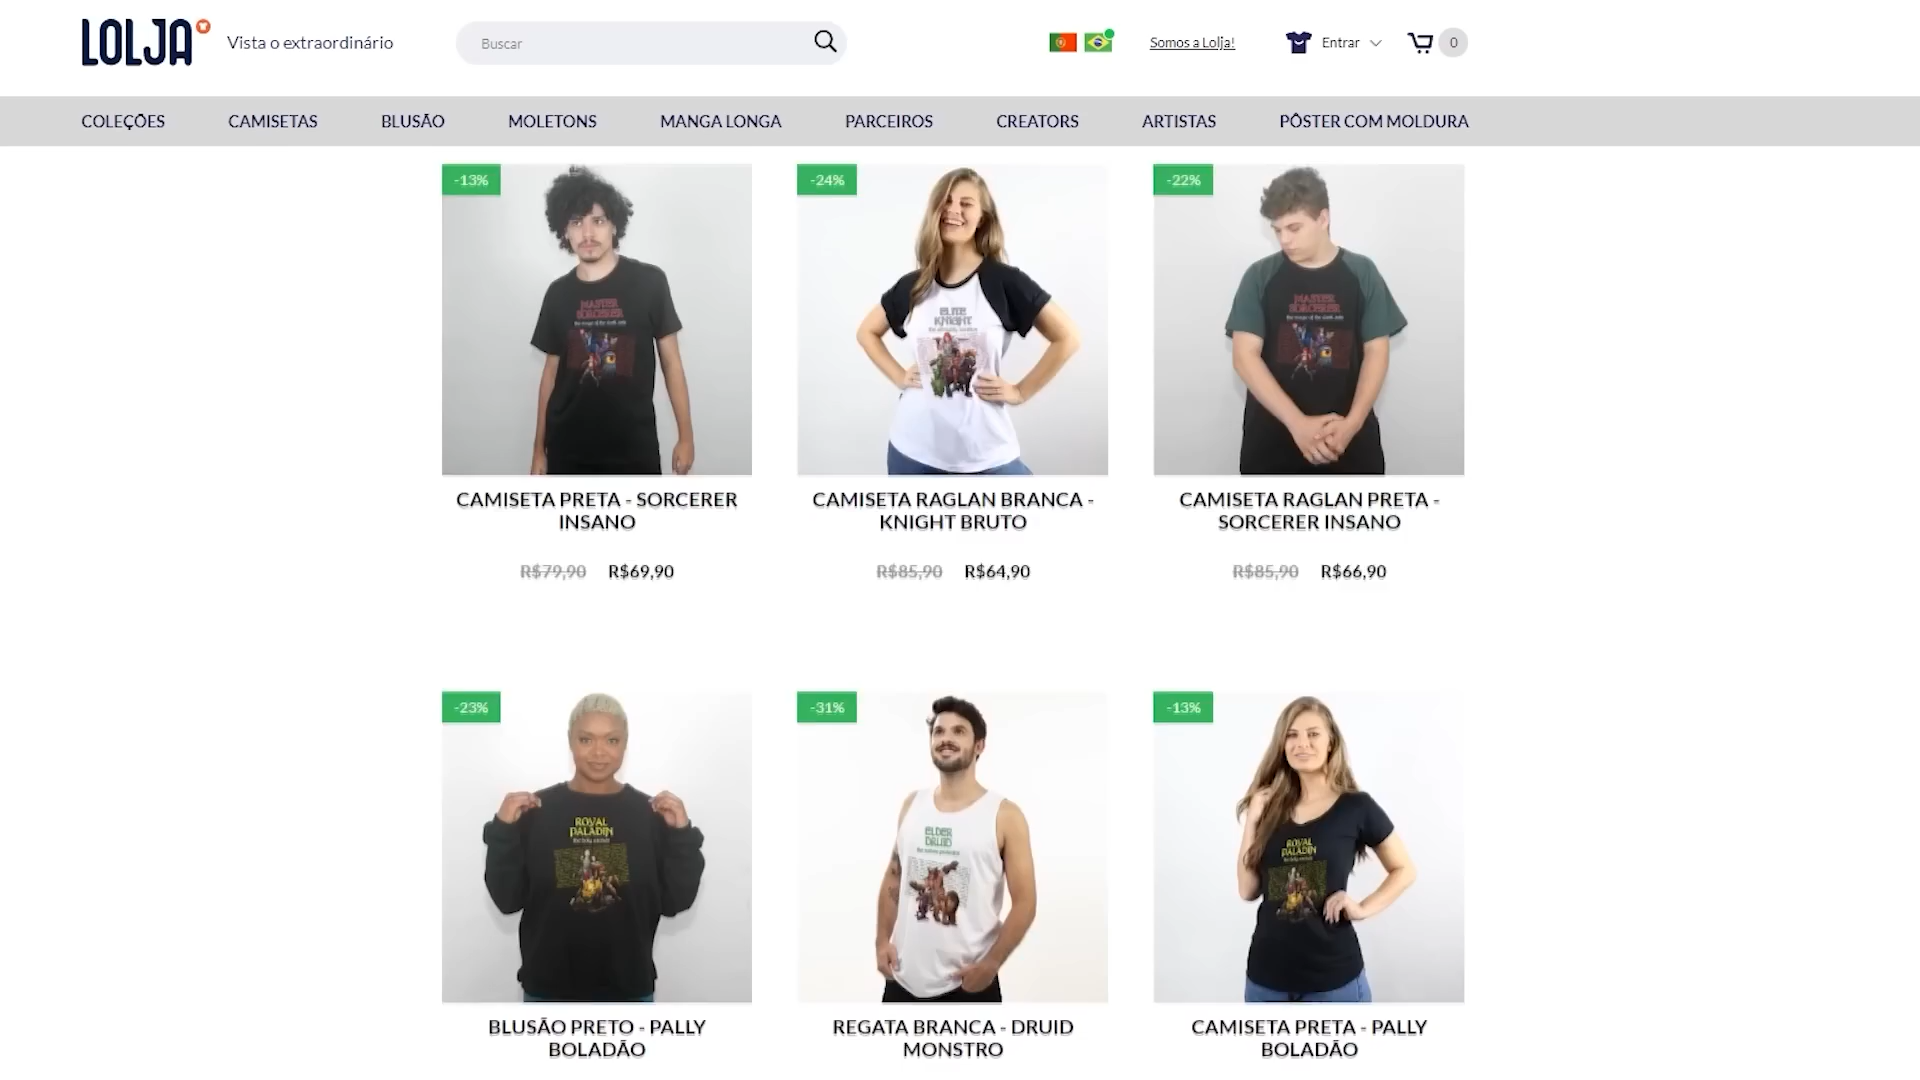 LOLJA
Vista o extraordinário
Buscar
Somos a Lolja!
Entrar
0
COLEÇÕES
CAMISETAS
BLUSÃO
MOLETONS
MANGA LONGA
PARCEIROS
CREATORS
ARTISTAS
PÔSTER COM MOLDURA
-13%
-24%
-22%
MASTER
SORCERER
ELITE
KNIGHT
MASTER
SORCERER
CAMISETA PRETA - SORCERER
INSANO
CAMISETA RAGLAN BRANCA -
KNIGHT BRUTO
CAMISETA RAGLAN PRETA -
SORCERER INSANO
R$79,90 R$69,90
R$85,90 R$64,90
R$85,90 R$66,90
-23%
-31%
-13%
ROYAL
PALADIN
ELDER
DRUID
ROYAL
PALADIN
BLUSÃO PRETO - PALLY
BOLADÃO
REGATA BRANCA - DRUID
MONSTRO
CAMISETA PRETA - PALLY
BOLADÃO